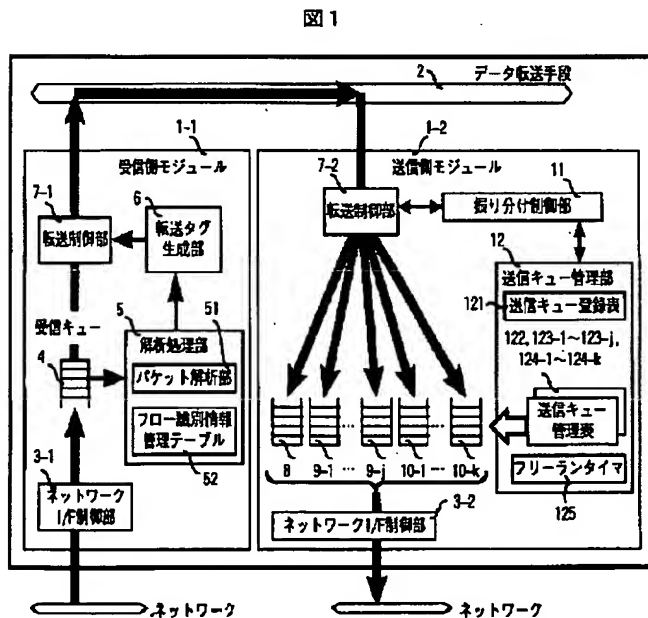 図1
2
データ転送手段
1-1
受信側モジュール
7-1
転送制御部
6
転送タグ
生成部
受信キュー
4
5
解析処理部
51
パケット解析部
フロー識別情報
管理テーブル
52
3-1
ネットワーク
I/F制御部
ネットワーク
1-2
送信側モジュール
7-2
転送制御部
11
振り分け制御部
12
送信キュー管理部
121
送信キュー登録表
122,123-1~123-j,
124-1~124-k
送信キュー
管理表
フリーランタイマ
125
8
9-1
…
9-j
10-1
…
10-k
3-2
ネットワークI/F制御部
ネットワーク